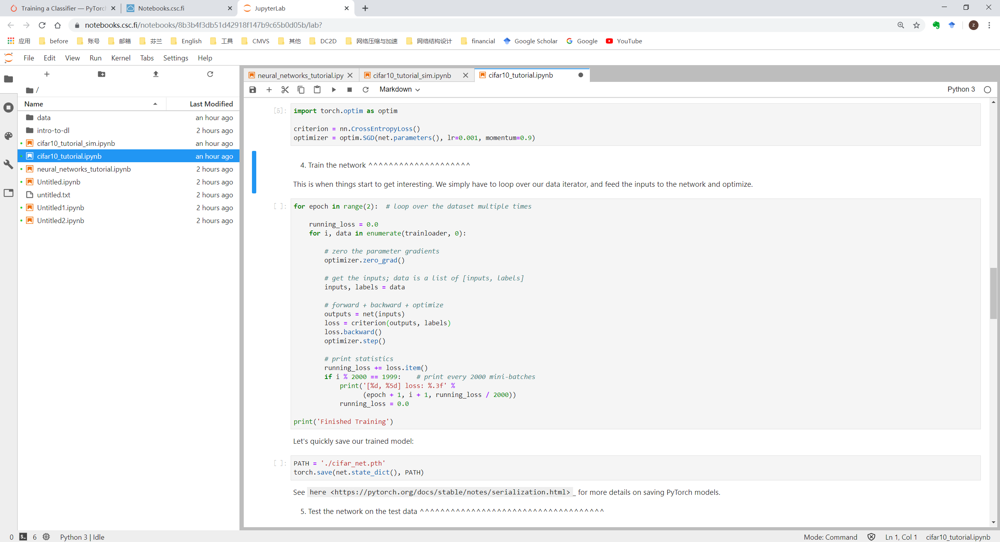 Training a Classifier — PyTorc
Notebooks.csc.fi
JupyterLab
notebooks.csc.fi/notebooks/8b3b4f3db51d42918f147b9c65b0d05b/lab?
z
应用 before 账号 邮箱 芬兰 English 工具 CMVS 其他 DC2D 网络压缩与加速 网络结构设计 financial Google Scholar Google YouTube
File Edit View Run Kernel Tabs Settings Help
/
Name Last Modified
data an hour ago
intro-to-dl 2 hours ago
cifar10_tutorial_sim.ipynb an hour ago
cifar10_tutorial.ipynb an hour ago
neural_networks_tutorial.ipynb 2 hours ago
Untitled.ipynb 2 hours ago
untitled.txt 2 hours ago
Untitled1.ipynb 2 hours ago
Untitled2.ipynb 2 hours ago
neural_networks_tutorial.ipy cifar10_tutorial_sim.ipynb cifar10_tutorial.ipynb
Markdown Python 3
[5]: import torch.optim as optim
criterion = nn.CrossEntropyLoss()
optimizer = optim.SGD(net.parameters(), lr=0.001, momentum=0.9)
4. Train the network ^^^^^^^^^^^^^^^^^^^^
This is when things start to get interesting. We simply have to loop over our data iterator, and feed the inputs to the network and optimize.
[ ]: for epoch in range(2):  # loop over the dataset multiple times
running_loss = 0.0
for i, data in enumerate(trainloader, 0):
# zero the parameter gradients
optimizer.zero_grad()
# get the inputs; data is a list of [inputs, labels]
inputs, labels = data
# forward + backward + optimize
outputs = net(inputs)
loss = criterion(outputs, labels)
loss.backward()
optimizer.step()
# print statistics
running_loss += loss.item()
if i % 2000 == 1999:    # print every 2000 mini-batches
print('[%d, %5d] loss: %.3f' %
(epoch + 1, i + 1, running_loss / 2000))
running_loss = 0.0
print('Finished Training')
Let's quickly save our trained model:
[ ]: PATH = './cifar_net.pth'
torch.save(net.state_dict(), PATH)
See here <https://pytorch.org/docs/stable/notes/serialization.html>_ for more details on saving PyTorch models.
5. Test the network on the test data ^^^^^^^^^^^^^^^^^^^^^^^^^^^^^^^^^^^^
0 $_ 6 Python 3 | Idle Mode: Command Ln 1, Col 1 cifar10_tutorial.ipynb